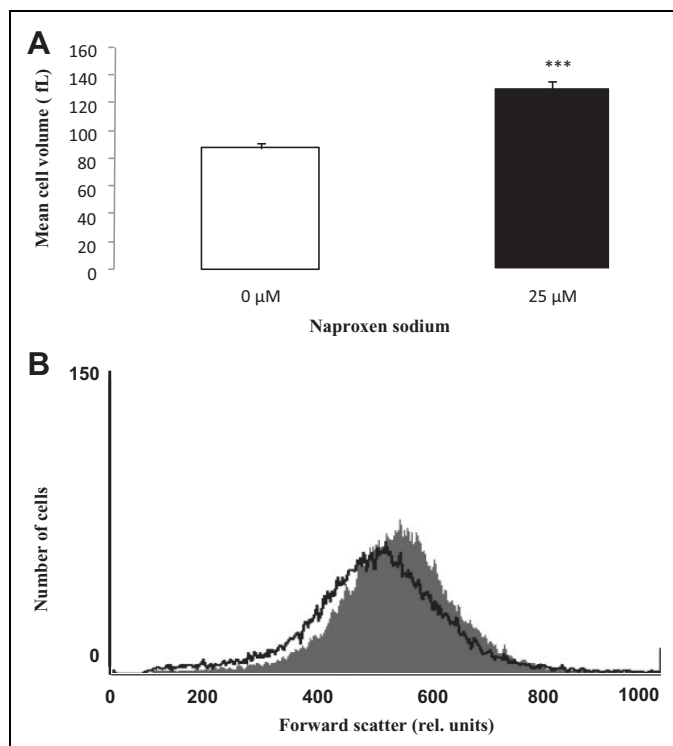 A
160
140
120
100
80
60
40
20
0
Mean cell volume ( fL)
***
0 µM
25 µM
Naproxen sodium
B
150
0
Number of cells
0 200 400 600 800 1000
Forward scatter (rel. units)